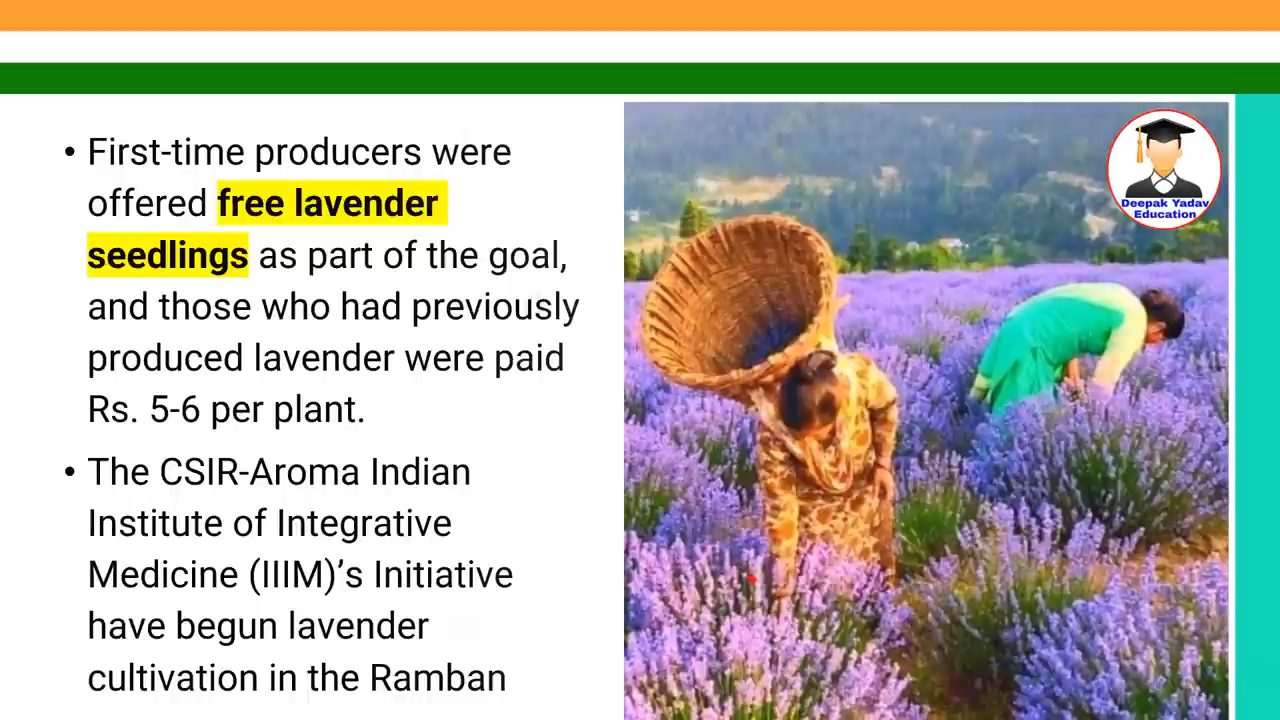 • First-time producers were
offered free lavender
seedlings as part of the goal,
and those who had previously
produced lavender were paid
Rs. 5-6 per plant.
• The CSIR-Aroma Indian
Institute of Integrative
Medicine (IIIM)’s Initiative
have begun lavender
cultivation in the Ramban
Deepak Yadav
Education